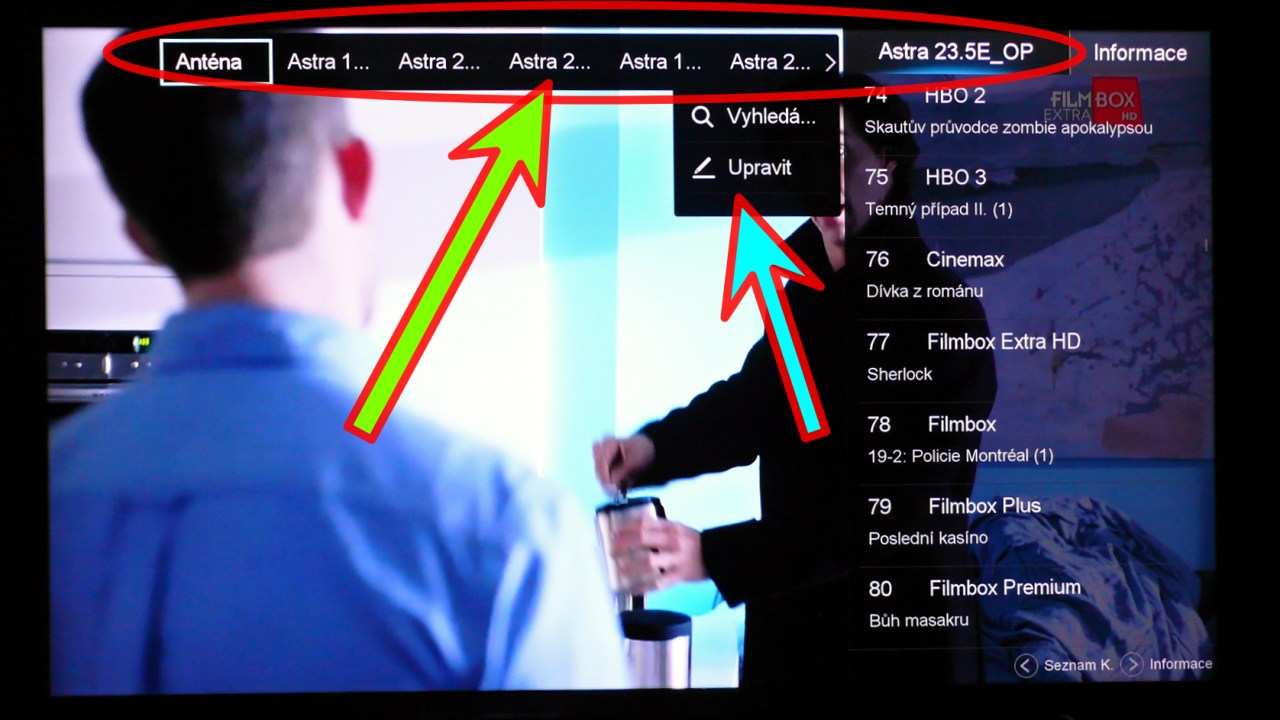 Anténa Astra 1... Astra 2... Astra 2... Astra 1... Astra 2...
Astra 23.5E_OP
Informace
Vyhledá...
Upravit
74 HBO 2
Skautův průvodce zombie apokalypsou
FILMBOX
EXTRA HD
75 HBO 3
Temný případ II. (1)
76 Cinemax
Dívka z románu
77 Filmbox Extra HD
Sherlock
78 Filmbox
19-2: Policie Montréal (1)
79 Filmbox Plus
Poslední kasíno
80 Filmbox Premium
Bůh masakru
Seznam K. Informace